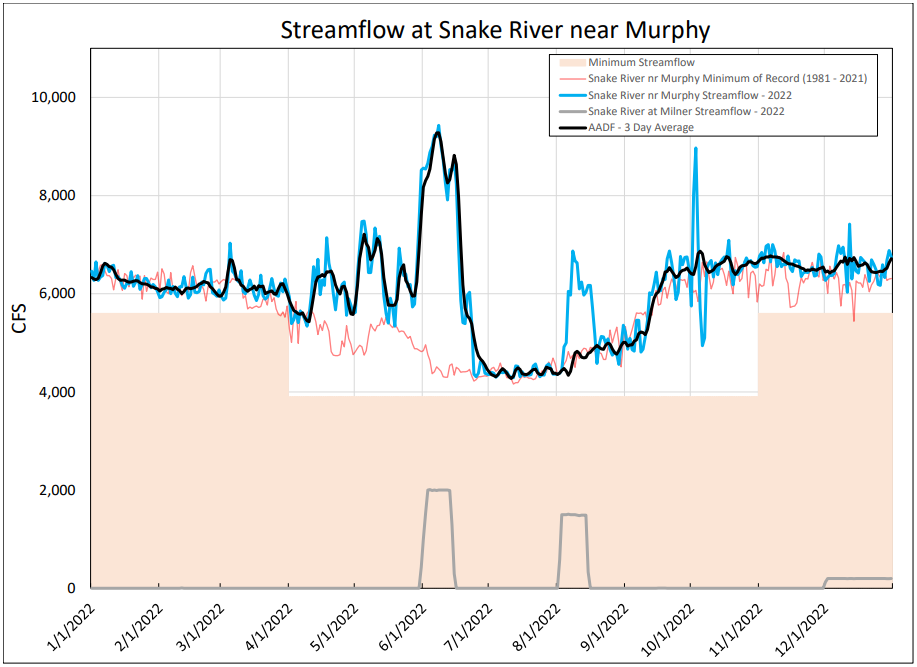 Streamflow at Snake River near Murphy
Minimum Streamflow
Snake River nr Murphy Minimum of Record (1981 - 2021)
Snake River nr Murphy Streamflow - 2022
Snake River at Milner Streamflow - 2022
AADF - 3 Day Average
CFS
10,000
8,000
6,000
4,000
2,000
0
1/1/2022
2/1/2022
3/1/2022
4/1/2022
5/1/2022
6/1/2022
7/1/2022
8/1/2022
9/1/2022
10/1/2022
11/1/2022
12/1/2022